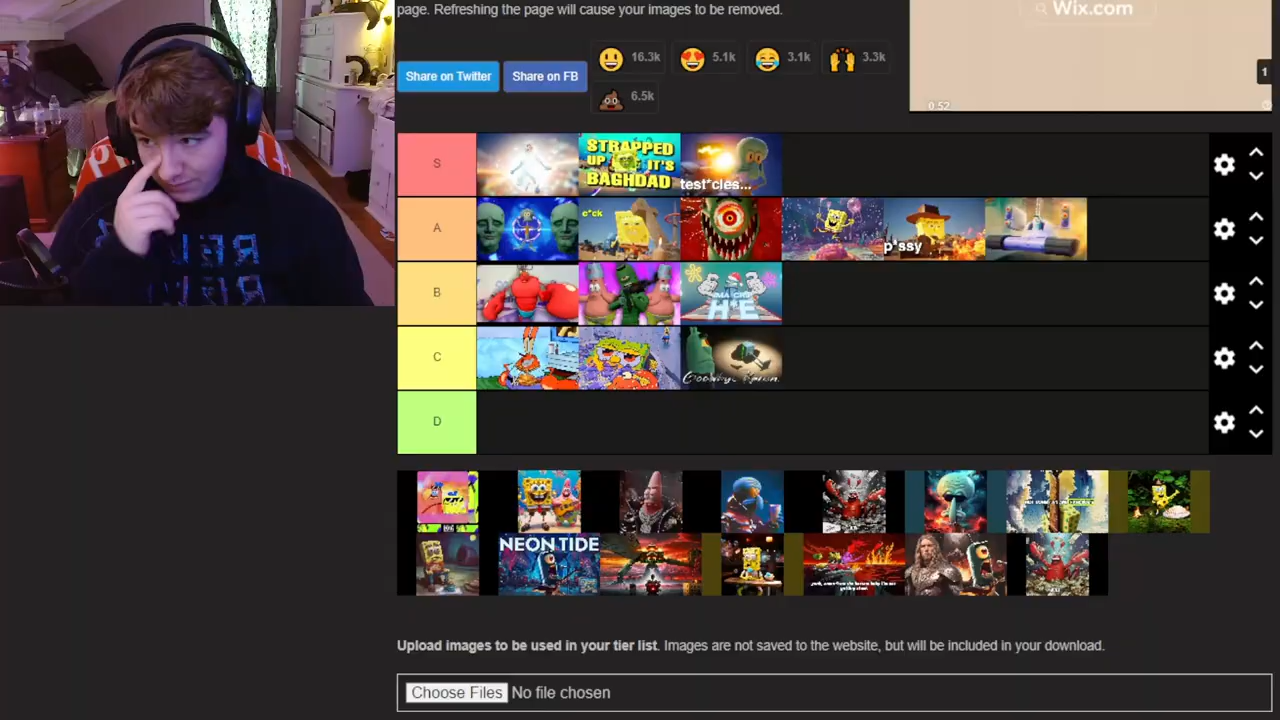 page. Refreshing the page will cause your images to be removed.
Wix.com
16.3k
5.1k
3.1k
3.3k
Share on Twitter
Share on FB
6.5k
1
0:52
S
STRAPPED
UP IT'S
BAGHDAD
test*cles...
A
c*ck
p*ssy
B
C
D
NEON TIDE
Upload images to be used in your tier list. Images are not saved to the website, but will be included in your download.
Choose Files No file chosen